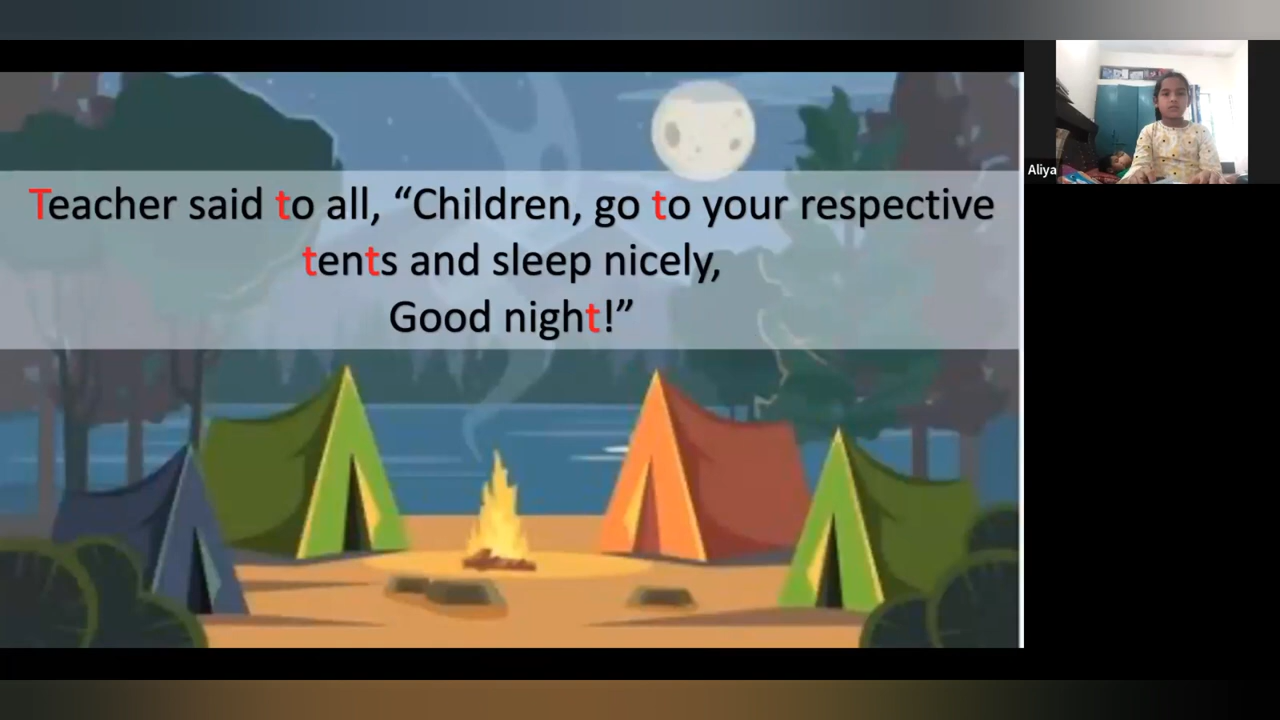 Teacher said to all, “Children, go to your respective
tents and sleep nicely,
Good night!”
Aliya